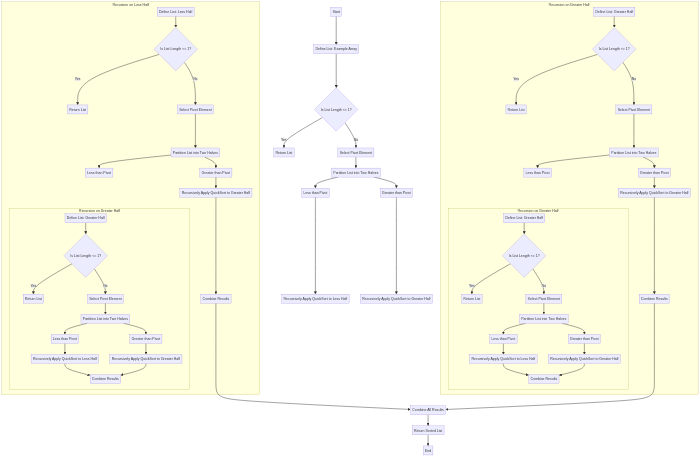 Recursion on Less Half
Define List: Less Half
Is List Length <= 1?
Yes
No
Return List
Select Pivot Element
Partition List into Two Halves
Less than Pivot
Greater than Pivot
Recursively Apply QuickSort to Greater Half
Recursion on Greater Half
Define List: Greater Half
Is List Length <= 1?
Yes
No
Return List
Select Pivot Element
Partition List into Two Halves
Less than Pivot
Greater than Pivot
Recursively Apply QuickSort to Less Half
Recursively Apply QuickSort to Greater Half
Combine Results
Combine Results
Start
Define List: Example Array
Is List Length <= 1?
Yes
No
Return List
Select Pivot Element
Partition List into Two Halves
Less than Pivot
Greater than Pivot
Recursively Apply QuickSort to Less Half
Recursively Apply QuickSort to Greater Half
Recursion on Greater Half
Define List: Greater Half
Is List Length <= 1?
Yes
No
Return List
Select Pivot Element
Partition List into Two Halves
Less than Pivot
Greater than Pivot
Recursively Apply QuickSort to Greater Half
Recursion on Greater Half
Define List: Greater Half
Is List Length <= 1?
Yes
No
Return List
Select Pivot Element
Partition List into Two Halves
Less than Pivot
Greater than Pivot
Recursively Apply QuickSort to Less Half
Recursively Apply QuickSort to Greater Half
Combine Results
Combine Results
Combine All Results
Return Sorted List
End